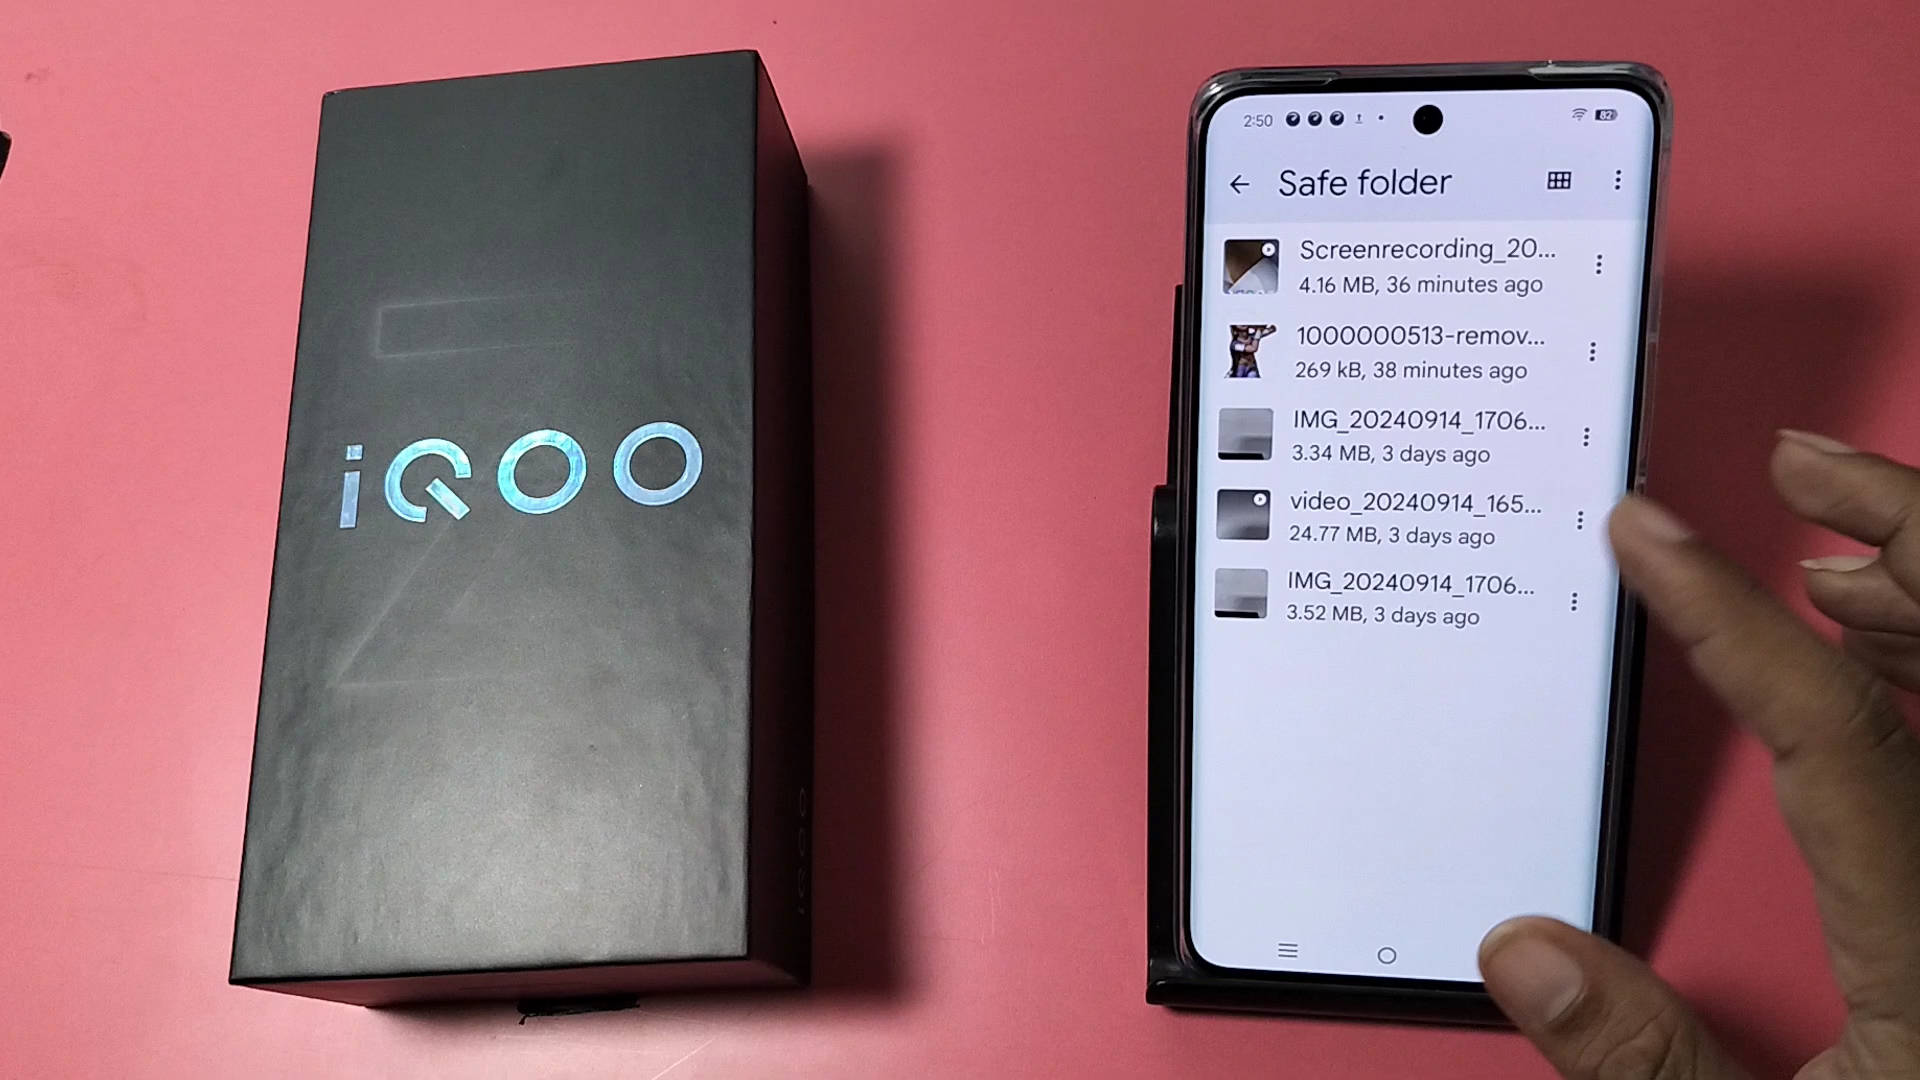 iQOO
iQOO
2:50
82
Safe folder
Screenrecording_20...
4.16 MB, 36 minutes ago
1000000513-remov...
269 kB, 38 minutes ago
IMG_20240914_1706...
3.34 MB, 3 days ago
video_20240914_165...
24.77 MB, 3 days ago
IMG_20240914_1706...
3.52 MB, 3 days ago